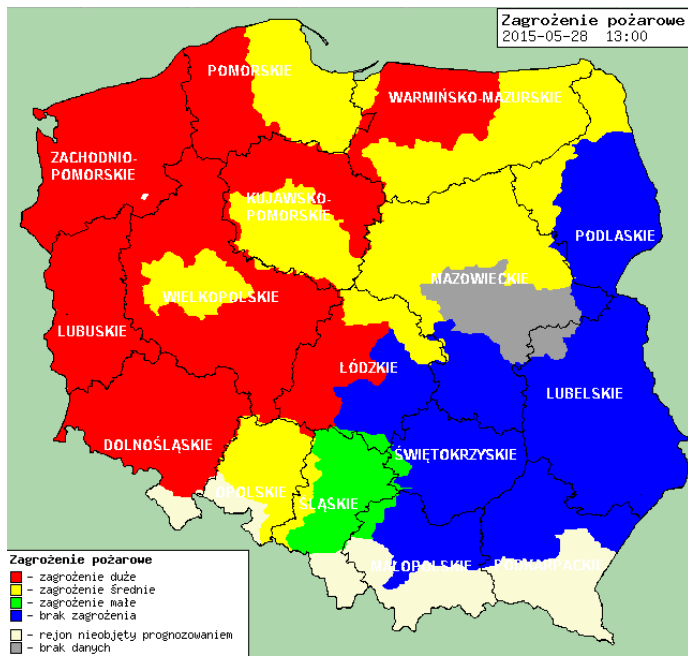 Zagrożenie pożarowe
2015-05-28 13:00
POMORSKIE
WARMIŃSKO-MAZURSKIE
ZACHODNIO-
POMORSKIE
KUJAWSKO-
POMORSKIE
PODLASKIE
MAZOWIECKIE
WIELKOPOLSKIE
LUBUSKIE
ŁÓDZKIE
LUBELSKIE
DOLNOŚLĄSKIE
ŚWIĘTOKRZYSKIE
OPOLSKIE
ŚLĄSKIE
MAŁOPOLSKIE
PODKARPACKIE
Zagrożenie pożarowe
– zagrożenie duże
– zagrożenie średnie
– zagrożenie małe
– brak zagrożenia
– rejon nieobjęty prognozowaniem
– brak danych